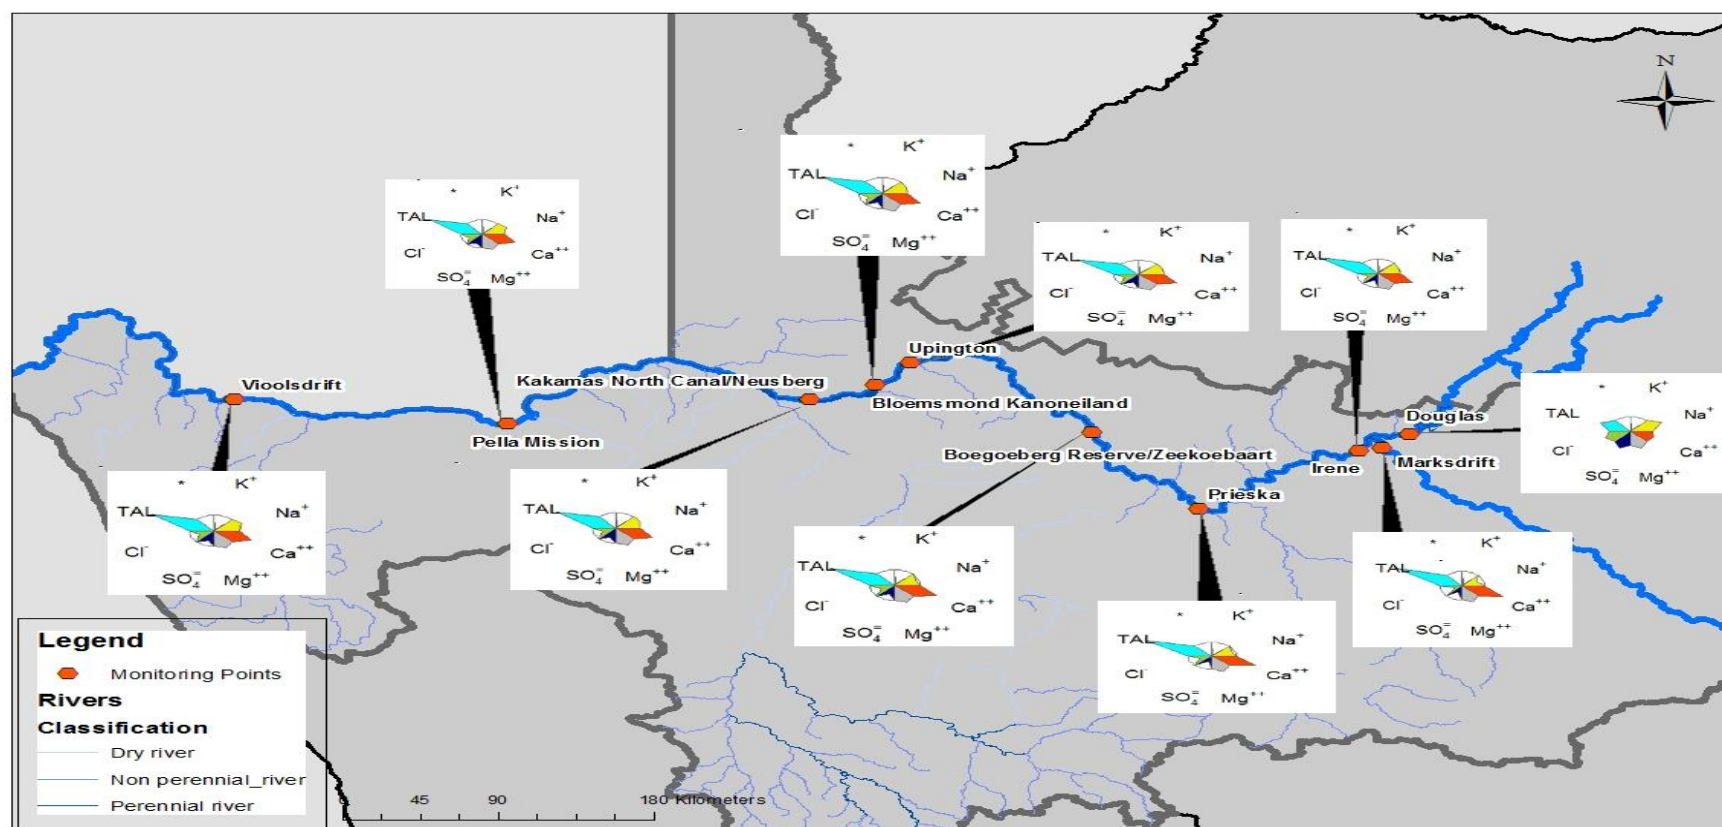 N
* K⁺
TAL Na⁺
Cl⁻ Ca⁺⁺
SO₄⁼ Mg⁺⁺
* K⁺
TAL Na⁺
Cl⁻ Ca⁺⁺
SO₄⁼ Mg⁺⁺
* K⁺
TAL Na⁺
Cl⁻ Ca⁺⁺
SO₄⁼ Mg⁺⁺
* K⁺
TAL Na⁺
Cl⁻ Ca⁺⁺
SO₄⁼ Mg⁺⁺
Upington
Vioolsdrift
Kakamas North Canal/Neusberg
Bloemsmond Kanoneiland
Pella Mission
Boegoeberg Reserve/Zeekoebaart
Douglas
Irene
Marksdrift
Prieska
* K⁺
TAL Na⁺
Cl⁻ Ca⁺⁺
SO₄⁼ Mg⁺⁺
* K⁺
TAL Na⁺
Cl⁻ Ca⁺⁺
SO₄⁼ Mg⁺⁺
* K⁺
TAL Na⁺
Cl⁻ Ca⁺⁺
SO₄⁼ Mg⁺⁺
* K⁺
TAL Na⁺
Cl⁻ Ca⁺⁺
SO₄⁼ Mg⁺⁺
* K⁺
TAL Na⁺
Cl⁻ Ca⁺⁺
SO₄⁼ Mg⁺⁺
* K⁺
TAL Na⁺
Cl⁻ Ca⁺⁺
SO₄⁼ Mg⁺⁺
Legend
Monitoring Points
Rivers
Classification
Dry river
Non perennial_river
Perennial river
0 45 90 180 Kilometers